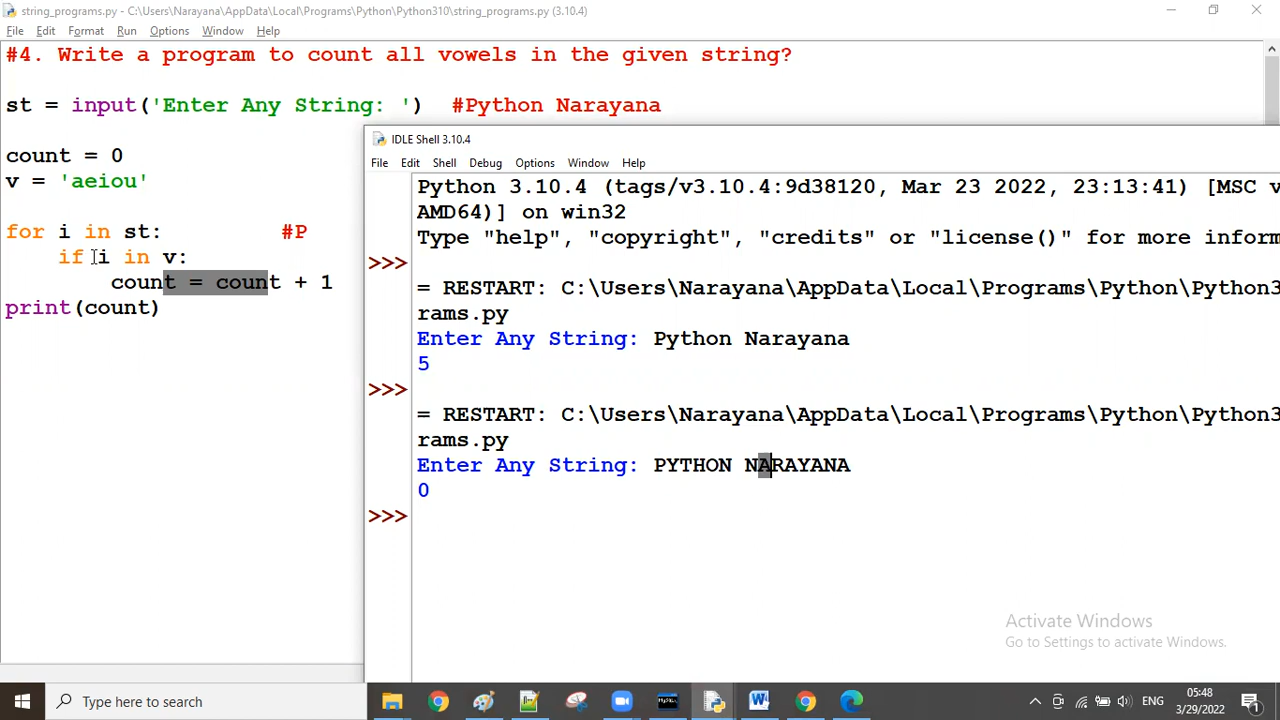 string_programs.py - C:\Users\Narayana\AppData\Local\Programs\Python\Python310\string_programs.py (3.10.4)
File Edit Format Run Options Window Help
#4. Write a program to count all vowels in the given string?
st = input('Enter Any String: ') #Python Narayana
count = 0
v = 'aeiou'
for i in st: #P
if i in v:
count = count + 1
print(count)
IDLE Shell 3.10.4
File Edit Shell Debug Options Window Help
Python 3.10.4 (tags/v3.10.4:9d38120, Mar 23 2022, 23:13:41) [MSC v
AMD64)] on win32
Type "help", "copyright", "credits" or "license()" for more inform
>>>
= RESTART: C:\Users\Narayana\AppData\Local\Programs\Python\Python3
rams.py
Enter Any String: Python Narayana
5
>>>
= RESTART: C:\Users\Narayana\AppData\Local\Programs\Python\Python3
rams.py
Enter Any String: PYTHON NARAYANA
0
>>>
Activate Windows
Go to Settings to activate Windows.
Type here to search
ENG
05:48
3/29/2022
1